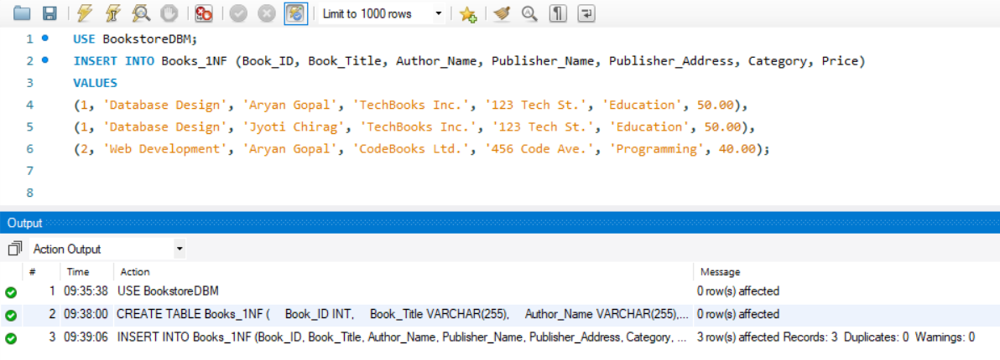 Limit to 1000 rows
1 USE BookstoreDBM;
2 INSERT INTO Books_1NF (Book_ID, Book_Title, Author_Name, Publisher_Name, Publisher_Address, Category, Price)
3 VALUES
4 (1, 'Database Design', 'Aryan Gopal', 'TechBooks Inc.', '123 Tech St.', 'Education', 50.00),
5 (1, 'Database Design', 'Jyoti Chirag', 'TechBooks Inc.', '123 Tech St.', 'Education', 50.00),
6 (2, 'Web Development', 'Aryan Gopal', 'CodeBooks Ltd.', '456 Code Ave.', 'Programming', 40.00);
7
8
Output
Action Output
# Time Action Message
1 09:35:38 USE BookstoreDBM 0 row(s) affected
2 09:38:00 CREATE TABLE Books_1NF ( Book_ID INT, Book_Title VARCHAR(255), Author_Name VARCHAR(255),... 0 row(s) affected
3 09:39:06 INSERT INTO Books_1NF (Book_ID, Book_Title, Author_Name, Publisher_Name, Publisher_Address, Category, ... 3 row(s) affected Records: 3 Duplicates: 0 Warnings: 0